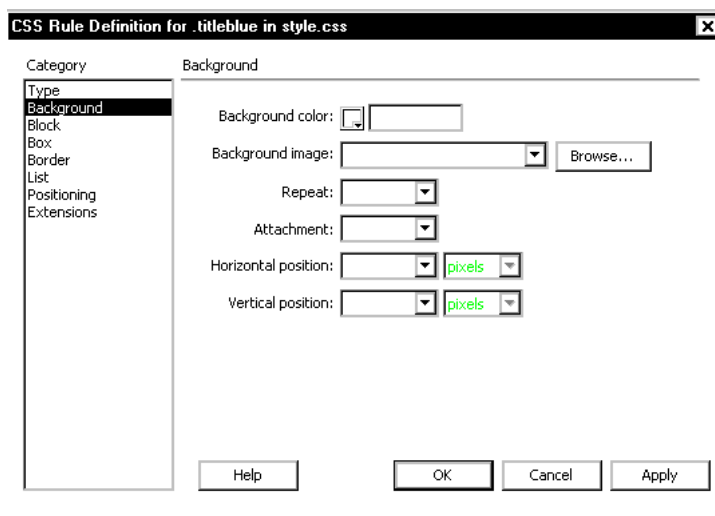 CSS Rule Definition for .titleblue in style.css
Category
Background
Type
Background
Block
Box
Border
List
Positioning
Extensions
Background color:
Background image:
Browse...
Repeat:
Attachment:
Horizontal position:
pixels
Vertical position:
pixels
Help
OK
Cancel
Apply